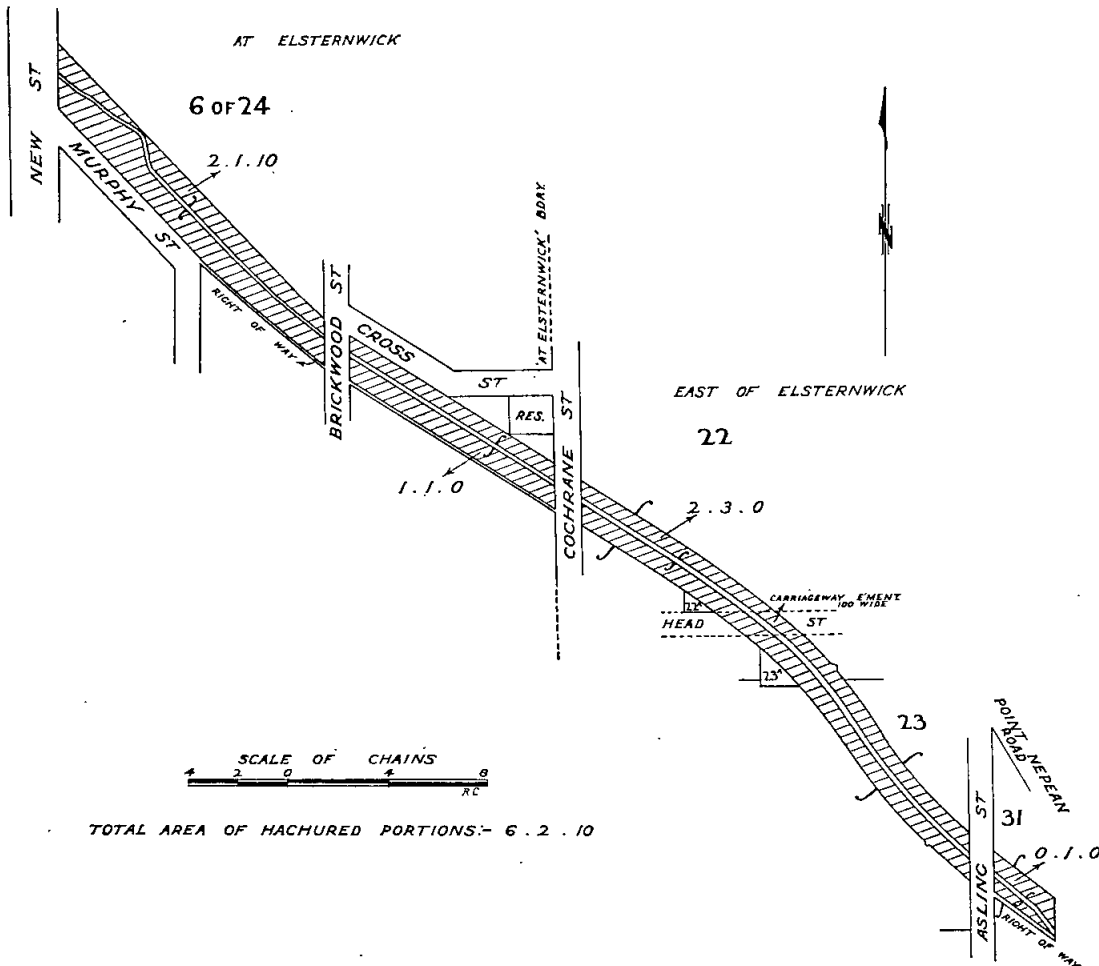 AT ELSTERNWICK
NEW ST
6 OF 24
MURPHY ST
2.1.10
RIGHT OF WAY
BRICKWOOD ST
CROSS ST
'AT ELSTERNWICK' BDAY.
RES.
COCHRANE ST
1.1.0
N
EAST OF ELSTERNWICK
22
2.3.0
CARRIAGEWAY E'MENT
100 WIDE
22ᴬ
HEAD ST
23ᴬ
23
POINT NEPEAN
ROAD
ASLING ST
31
0.1.0
RIGHT OF WAY
SCALE OF CHAINS
4 2 0 4 8
RC
TOTAL AREA OF HACHURED PORTIONS:- 6.2.10